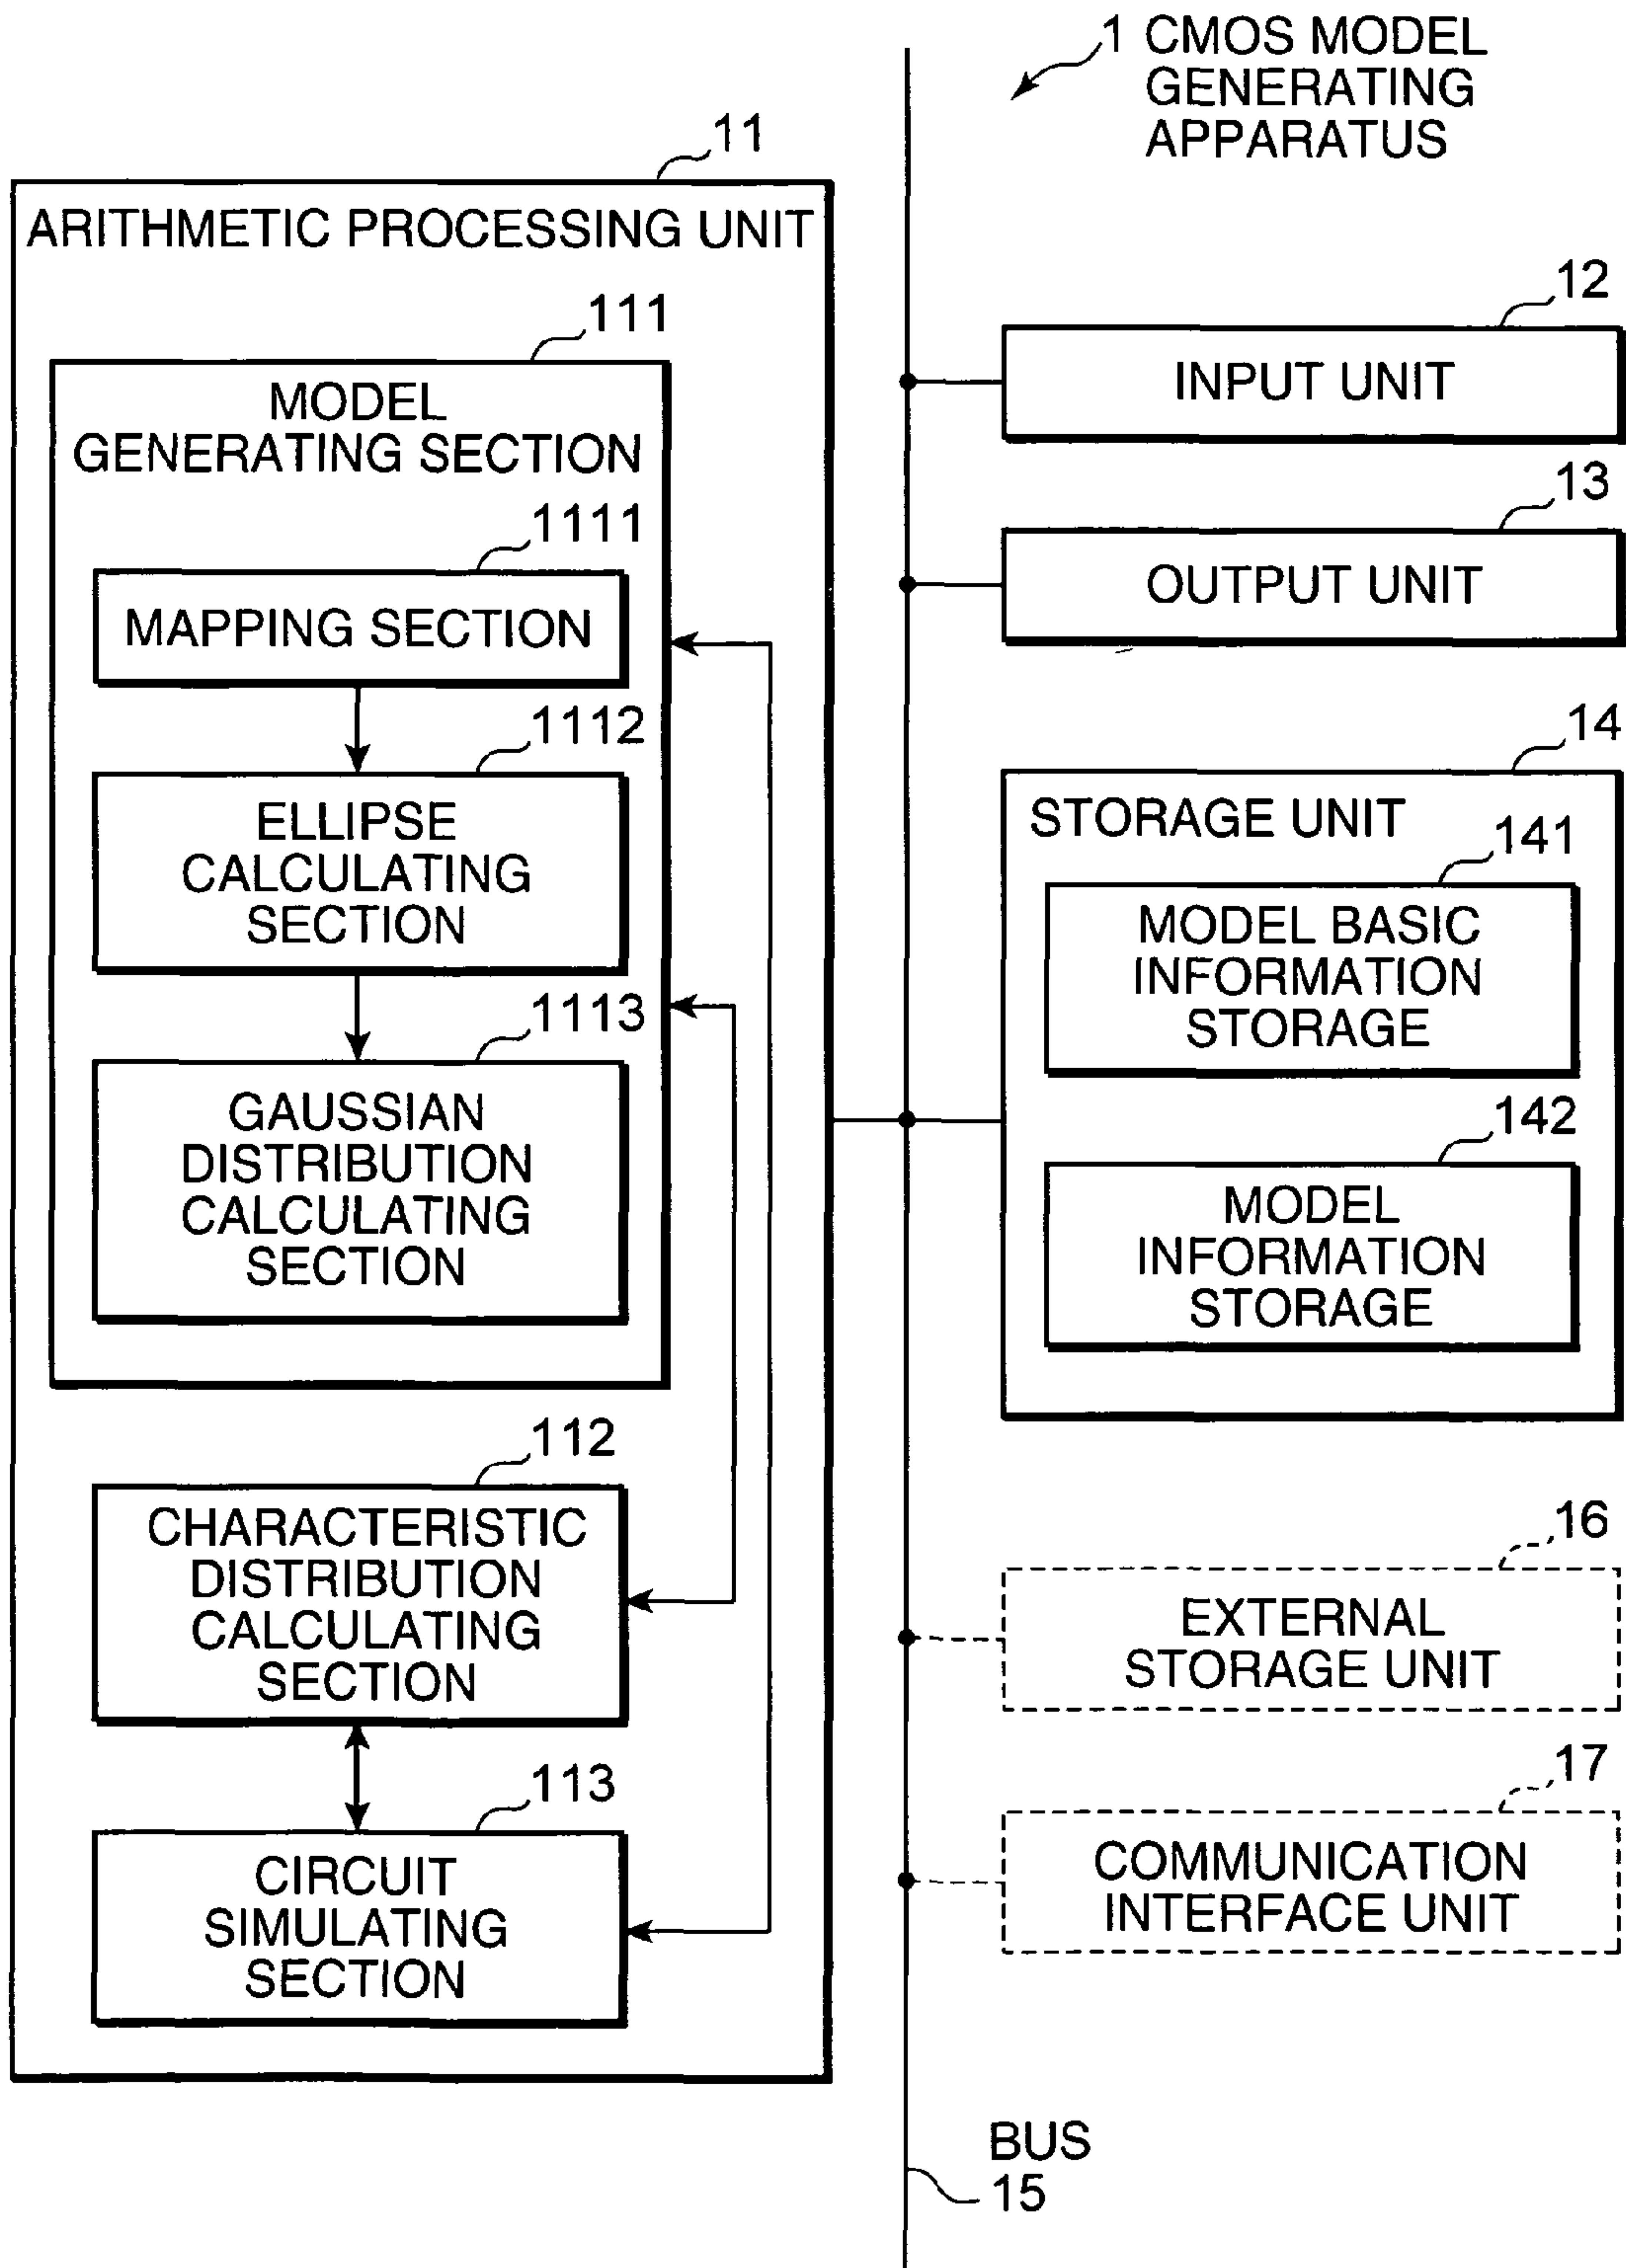 1 CMOS MODEL
GENERATING
APPARATUS
11
ARITHMETIC PROCESSING UNIT
111
MODEL
GENERATING SECTION
1111
MAPPING SECTION
1112
ELLIPSE
CALCULATING
SECTION
1113
GAUSSIAN
DISTRIBUTION
CALCULATING
SECTION
112
CHARACTERISTIC
DISTRIBUTION
CALCULATING
SECTION
113
CIRCUIT
SIMULATING
SECTION
12
INPUT UNIT
13
OUTPUT UNIT
14
STORAGE UNIT
141
MODEL BASIC
INFORMATION
STORAGE
142
MODEL
INFORMATION
STORAGE
16
EXTERNAL
STORAGE UNIT
17
COMMUNICATION
INTERFACE UNIT
BUS
15